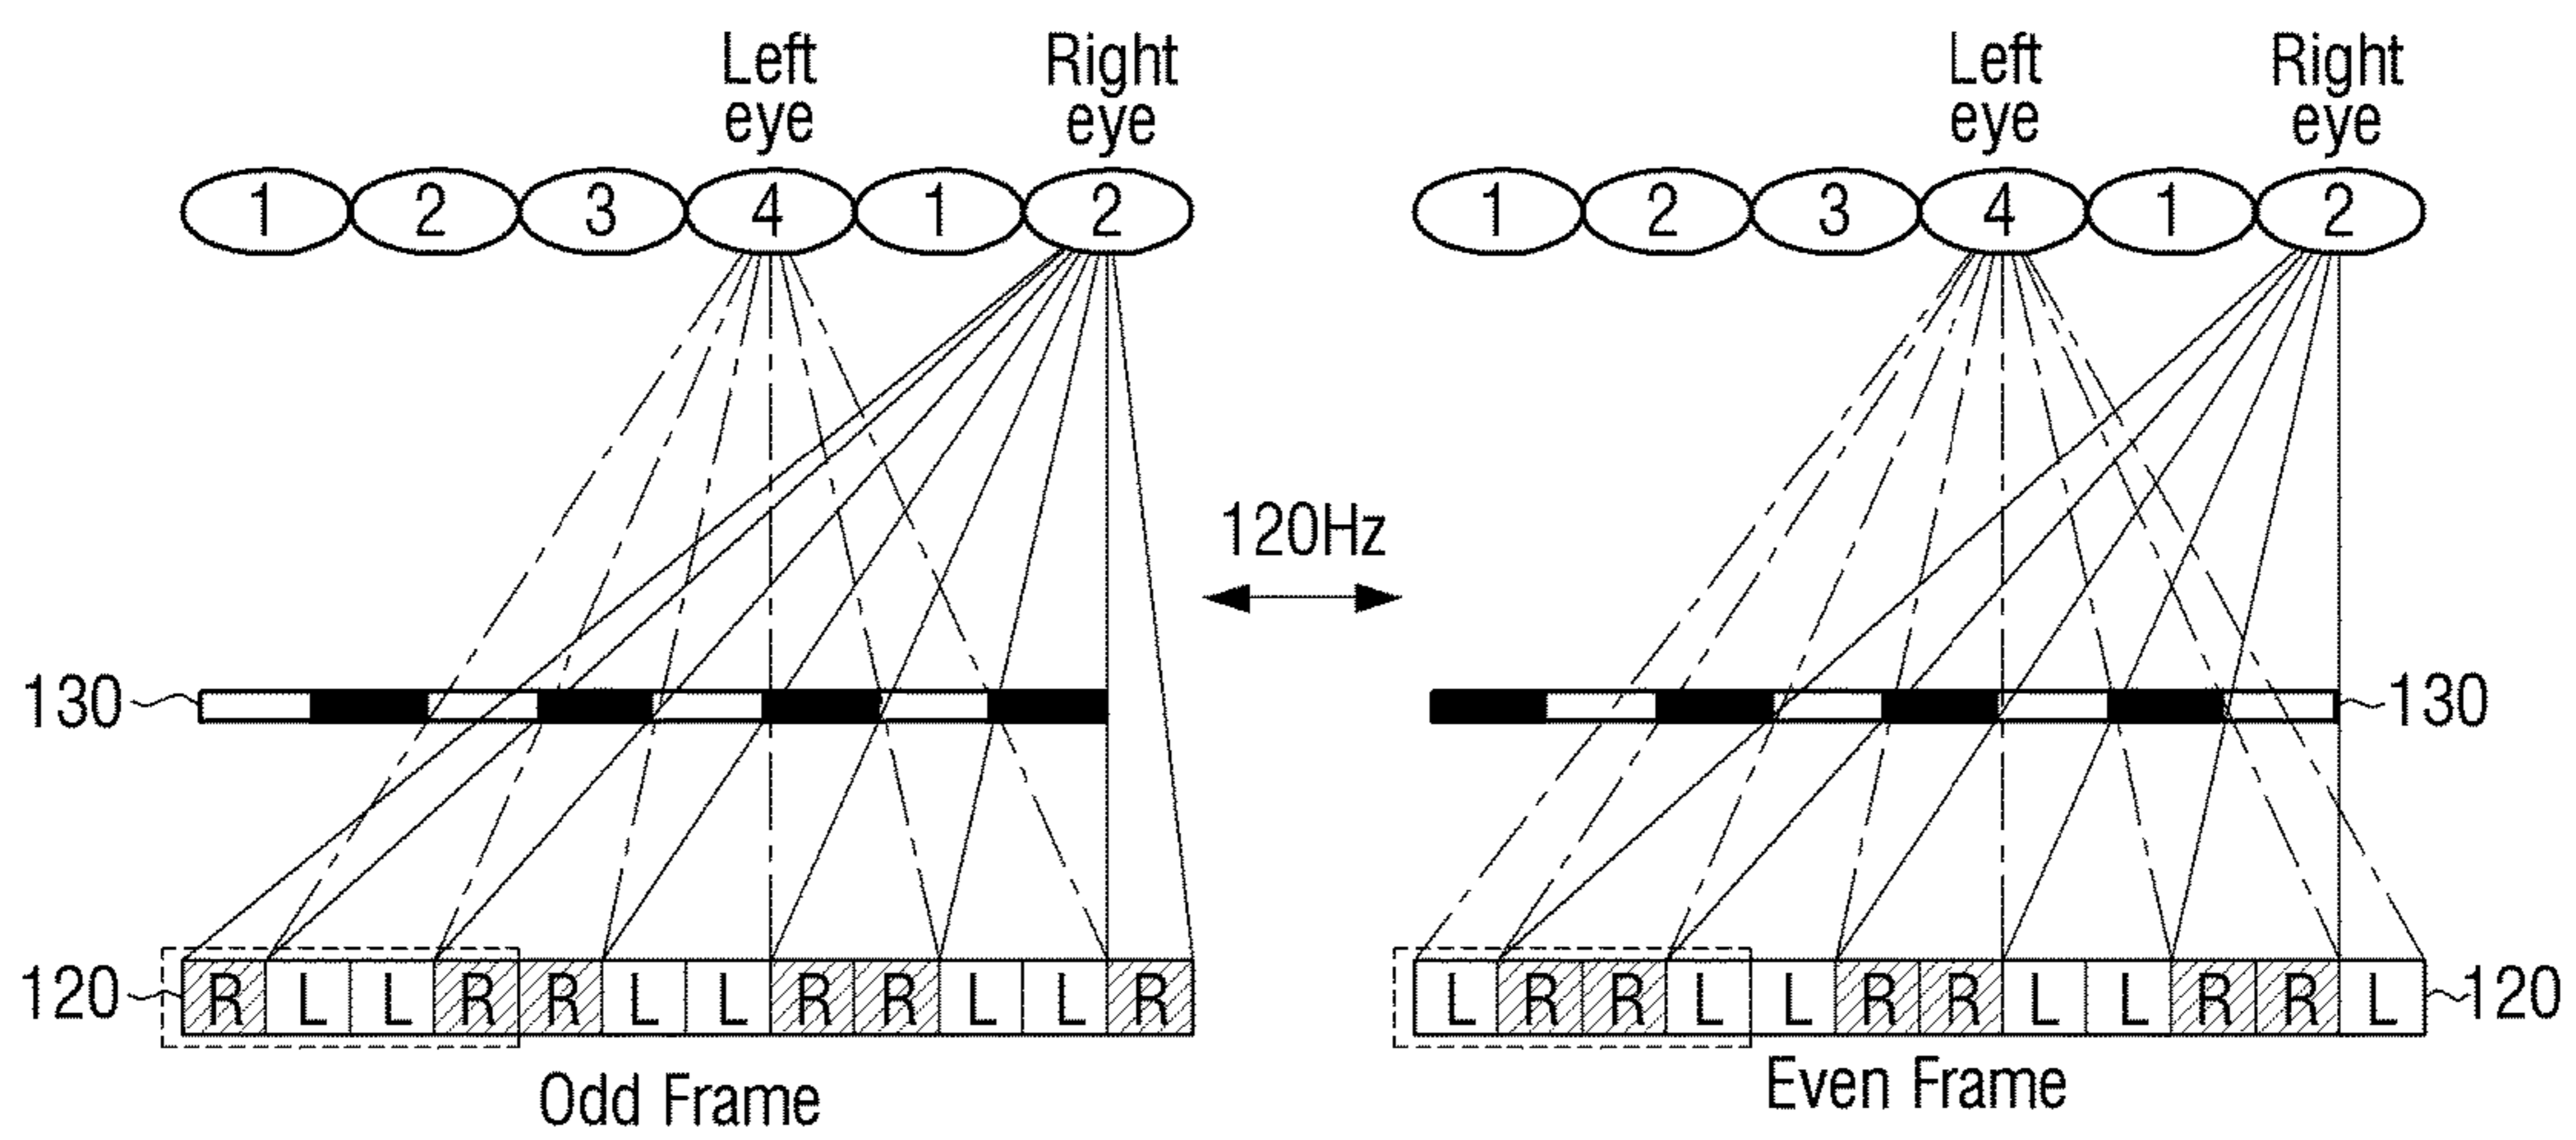 Left eye Right eye Left eye Right eye
1 2 3 4 1 2 1 2 3 4 1 2
120Hz
130 130
120 R L L R R L L R R L L R L R R L L R R L L R R L 120
Odd Frame Even Frame